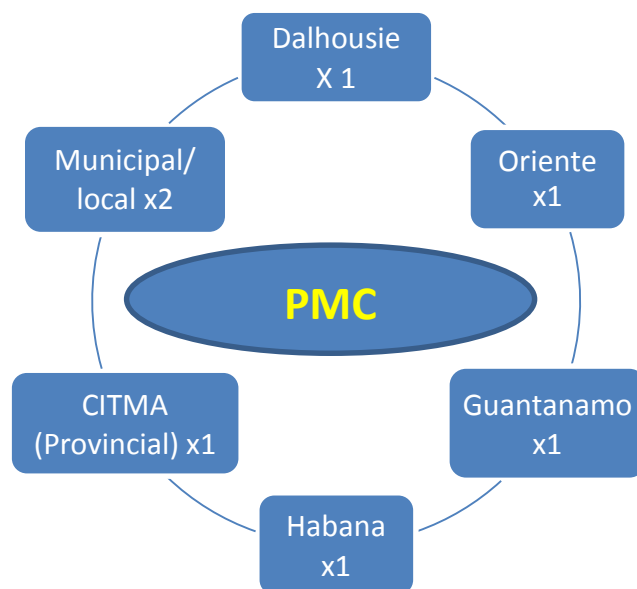 Dalhousie
X 1
Oriente
x1
Guantanamo
x1
Habana
x1
CITMA
(Provincial) x1
Municipal/
local x2
PMC